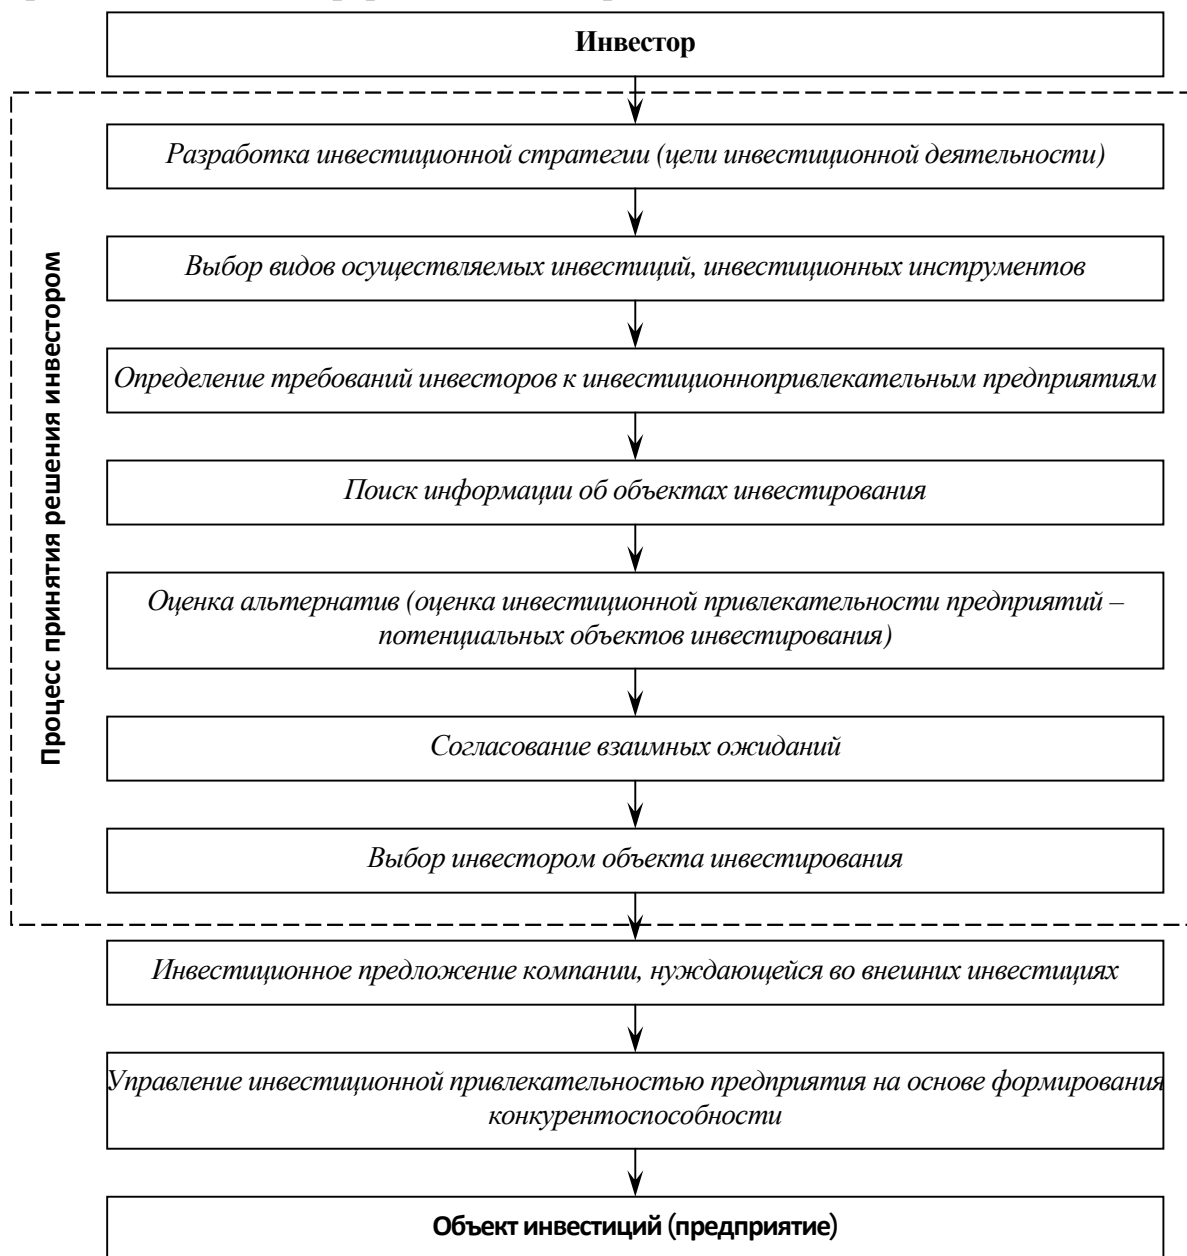 Инвестор
Разработка инвестиционной стратегии (цели инвестиционной деятельности)
Выбор видов осуществляемых инвестиций, инвестиционных инструментов
Определение требований инвесторов к инвестиционнопривлекательным предприятиям
Поиск информации об объектах инвестирования
Оценка альтернатив (оценка инвестиционной привлекательности предприятий –
потенциальных объектов инвестирования)
Согласование взаимных ожиданий
Выбор инвестором объекта инвестирования
Процесс принятия решения инвестором
Инвестиционное предложение компании, нуждающейся во внешних инвестициях
Управление инвестиционной привлекательностью предприятия на основе формирования
конкурентоспособности
Объект инвестиций (предприятие)